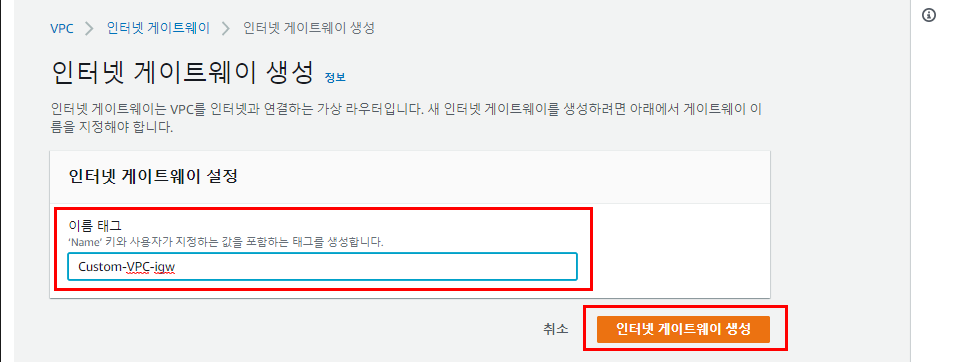 VPC > 인터넷 게이트웨이 > 인터넷 게이트웨이 생성
인터넷 게이트웨이 생성 정보
인터넷 게이트웨이는 VPC를 인터넷과 연결하는 가상 라우터입니다. 새 인터넷 게이트웨이를 생성하려면 아래에서 게이트웨이 이
름을 지정해야 합니다.
인터넷 게이트웨이 설정
이름 태그
'Name' 키와 사용자가 지정하는 값을 포함하는 태그를 생성합니다.
Custom-VPC-igw
취소 인터넷 게이트웨이 생성